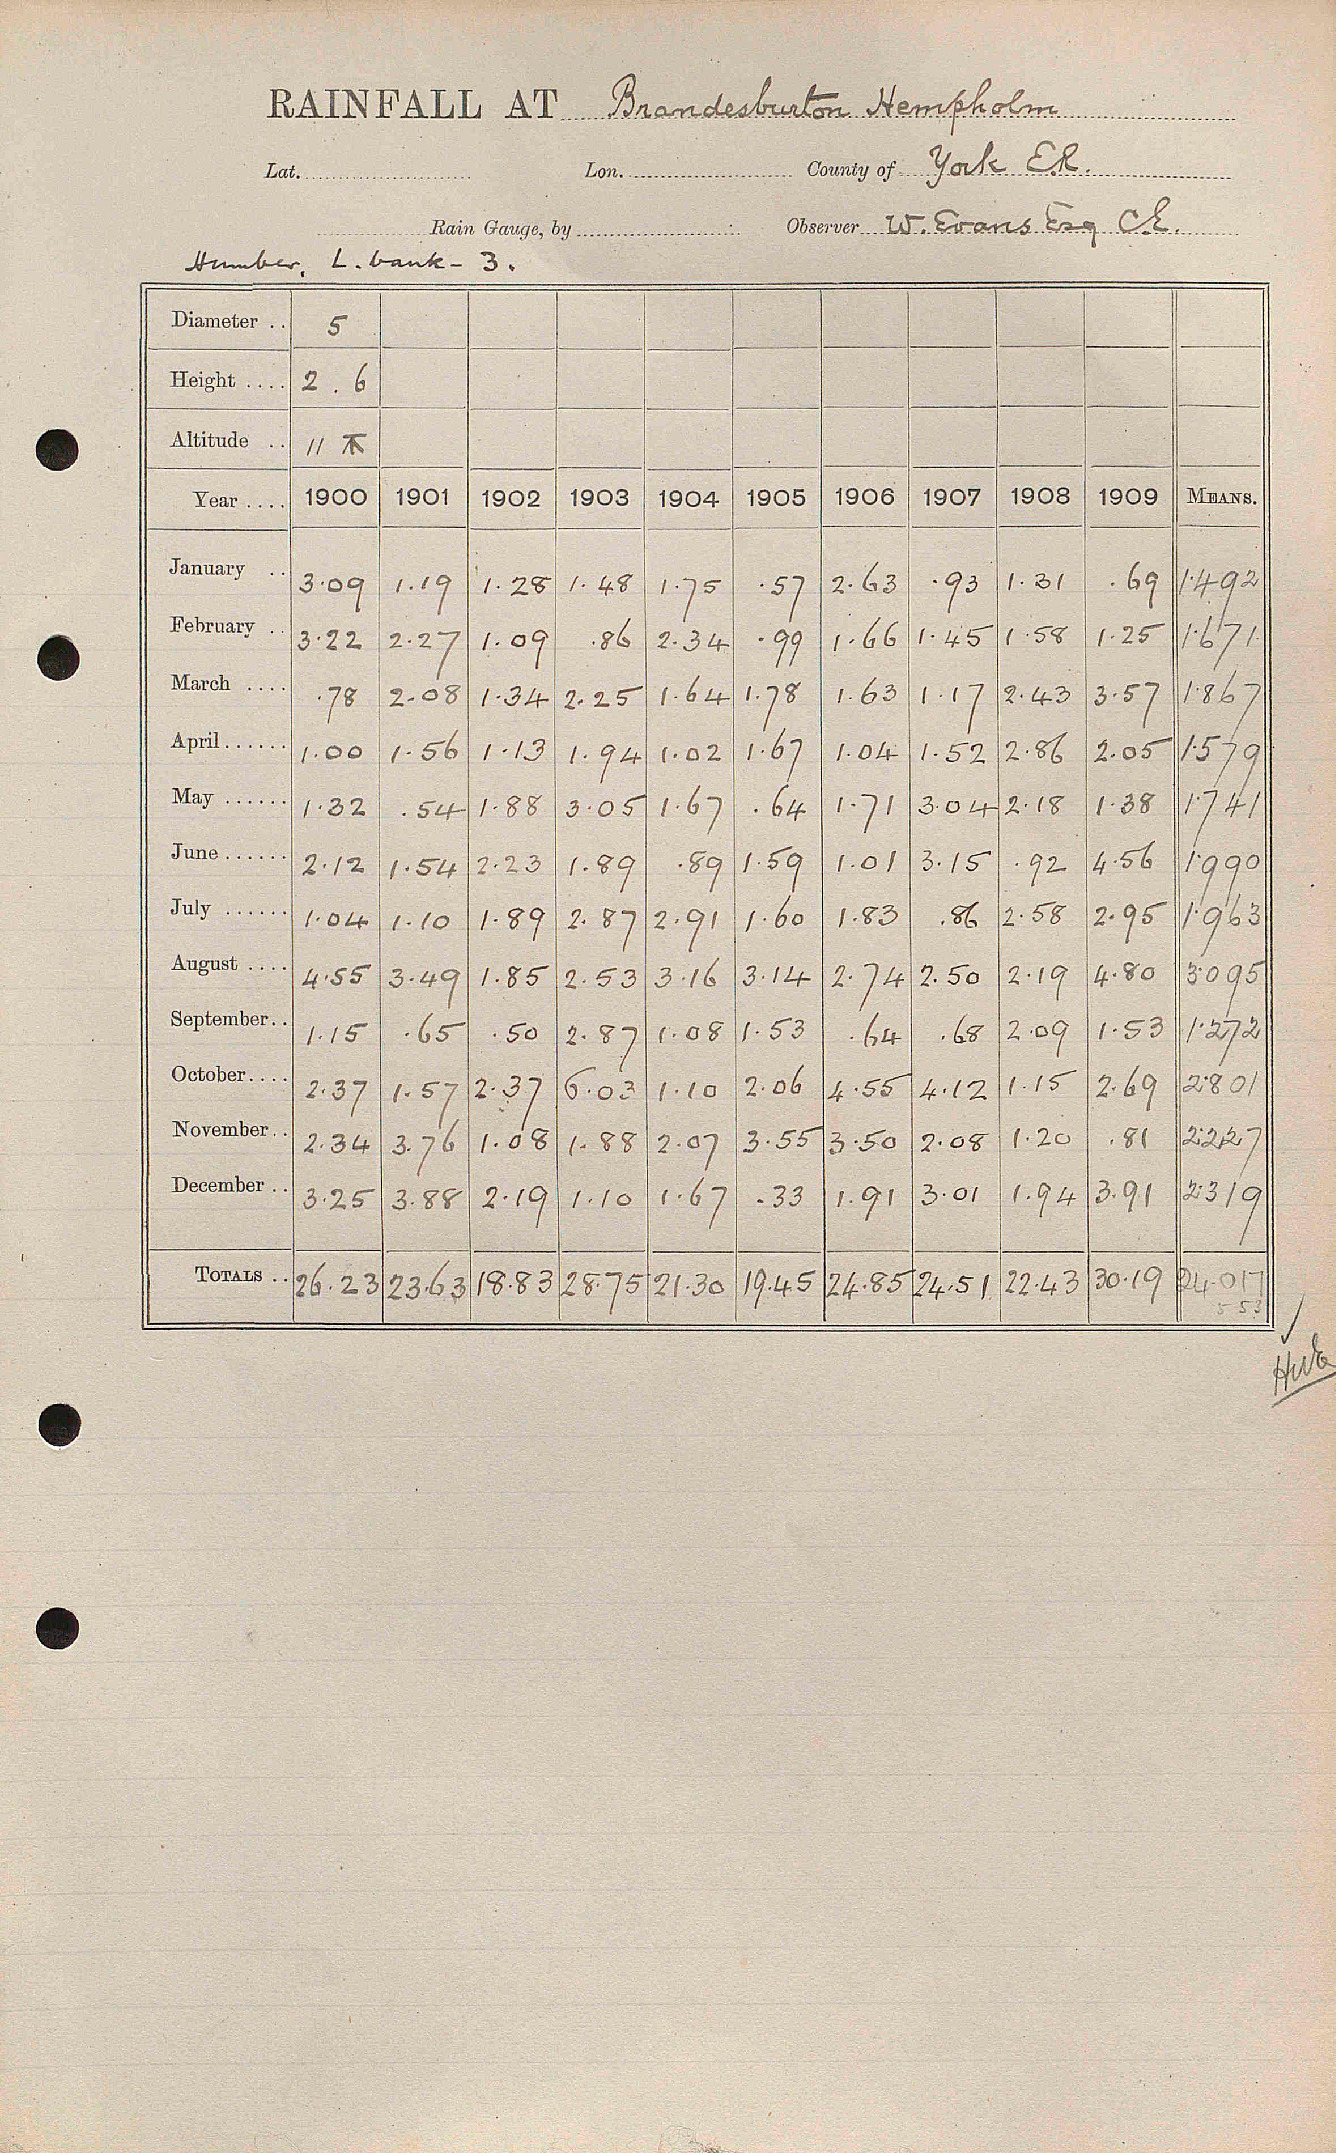 RAINFALL AT Brandesburton Hempholm
Lat. Lon. County of York E.R.
Rain Gauge, by Observer W. Evans Esq C.E.
Humber, L. bank - 3.
Diameter .. 5
Height .... 2 . 6
Altitude .. 11
Year .... 1900 1901 1902 1903 1904 1905 1906 1907 1908 1909 MEANS.
January .. 3.09 1.19 1.28 1.48 1.75 .57 2.63 .93 1.31 .69 1.492
February .. 3.22 2.27 1.09 .86 2.34 .99 1.66 1.45 1.58 1.25 1.671
March .... .78 2.08 1.34 2.25 1.64 1.78 1.63 1.17 2.43 3.57 1.867
April ...... 1.00 1.56 1.13 1.94 1.02 1.67 1.04 1.52 2.86 2.05 1.579
May ...... 1.32 .54 1.88 3.05 1.67 .64 1.71 3.04 2.18 1.38 1.741
June ...... 2.12 1.54 2.23 1.89 .89 1.59 1.01 3.15 .92 4.56 1.990
July ...... 1.04 1.10 1.89 2.87 2.91 1.60 1.83 .86 2.58 2.95 1.963
August .... 4.55 3.49 1.85 2.53 3.16 3.14 2.74 2.50 2.19 4.80 3.095
September .. 1.15 .65 .50 2.87 1.08 1.53 .64 .68 2.09 1.53 1.272
October .... 2.37 1.57 2.37 6.03 1.10 2.06 4.55 4.12 1.15 2.69 2.801
November .. 2.34 3.76 1.08 1.88 2.07 3.55 3.50 2.08 1.20 .81 2.227
December .. 3.25 3.88 2.19 1.10 1.67 .33 1.91 3.01 1.94 3.91 2.319
TOTALS .. 26.23 23.63 18.83 28.75 21.30 19.45 24.85 24.51 22.43 30.19 24.017